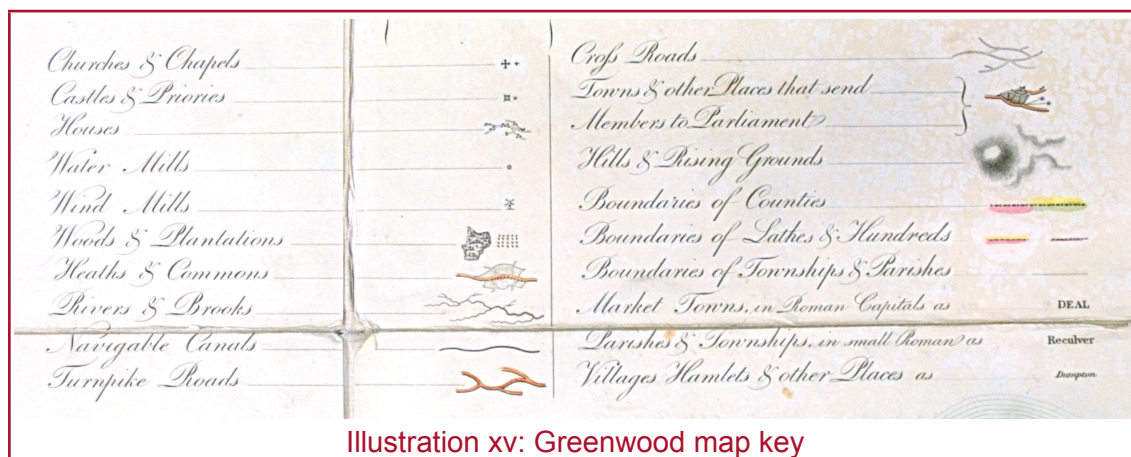 Churches & Chapels
Castles & Priories
Houses
Water Mills
Wind Mills
Woods & Plantations
Heaths & Commons
Rivers & Brooks
Navigable Canals
Turnpike Roads
Croſs Roads
Towns & other Places that send
Members to Parliament
Hills & Rising Grounds
Boundaries of Counties
Boundaries of Lathes & Hundreds
Boundaries of Townships & Parishes
Market Towns, in Roman Capitals as DEAL
Parishes & Townships, in small Roman as Reculver
Villages Hamlets & other Places as Dumpton
Illustration xv: Greenwood map key